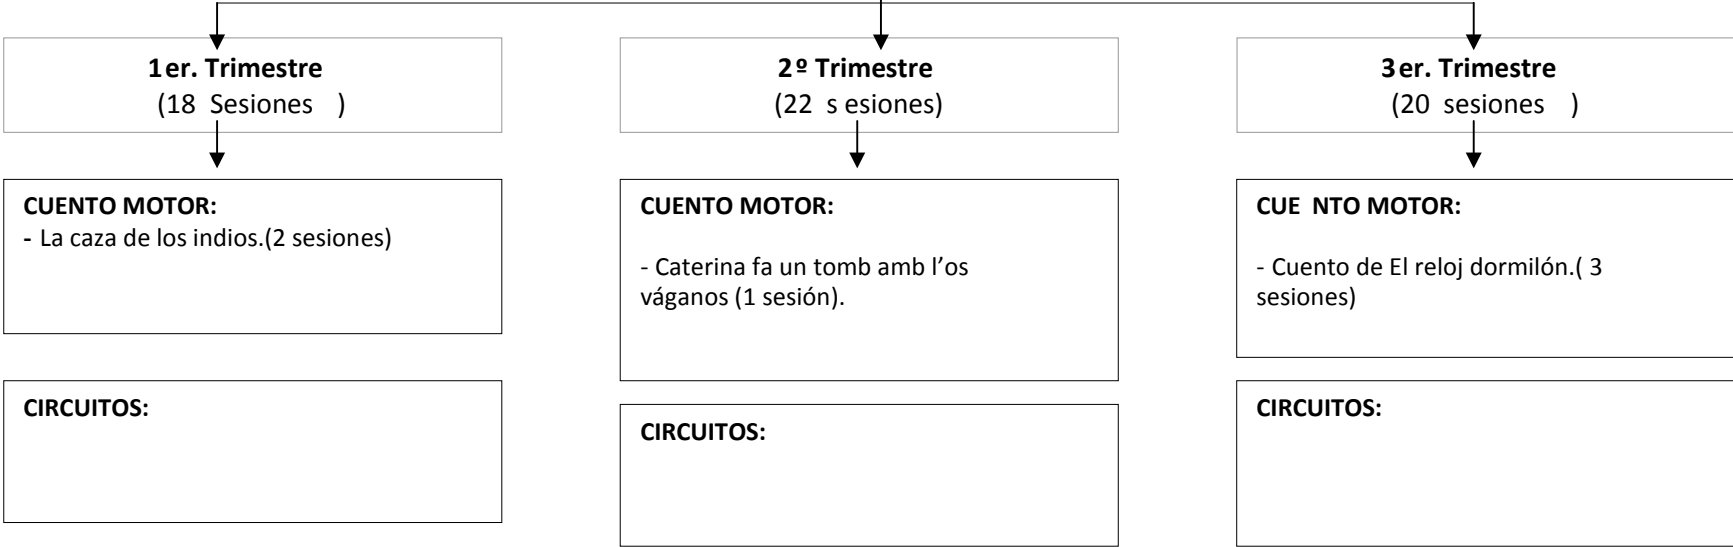 1er. Trimestre
(18 Sesiones )
2º Trimestre
(22 s esiones)
3er. Trimestre
(20 sesiones )
CUENTO MOTOR:
- La caza de los indios.(2 sesiones)
CUENTO MOTOR:
- Caterina fa un tomb amb l’os
váganos (1 sesión).
CUE NTO MOTOR:
- Cuento de El reloj dormilón.( 3
sesiones)
CIRCUITOS:
CIRCUITOS:
CIRCUITOS: